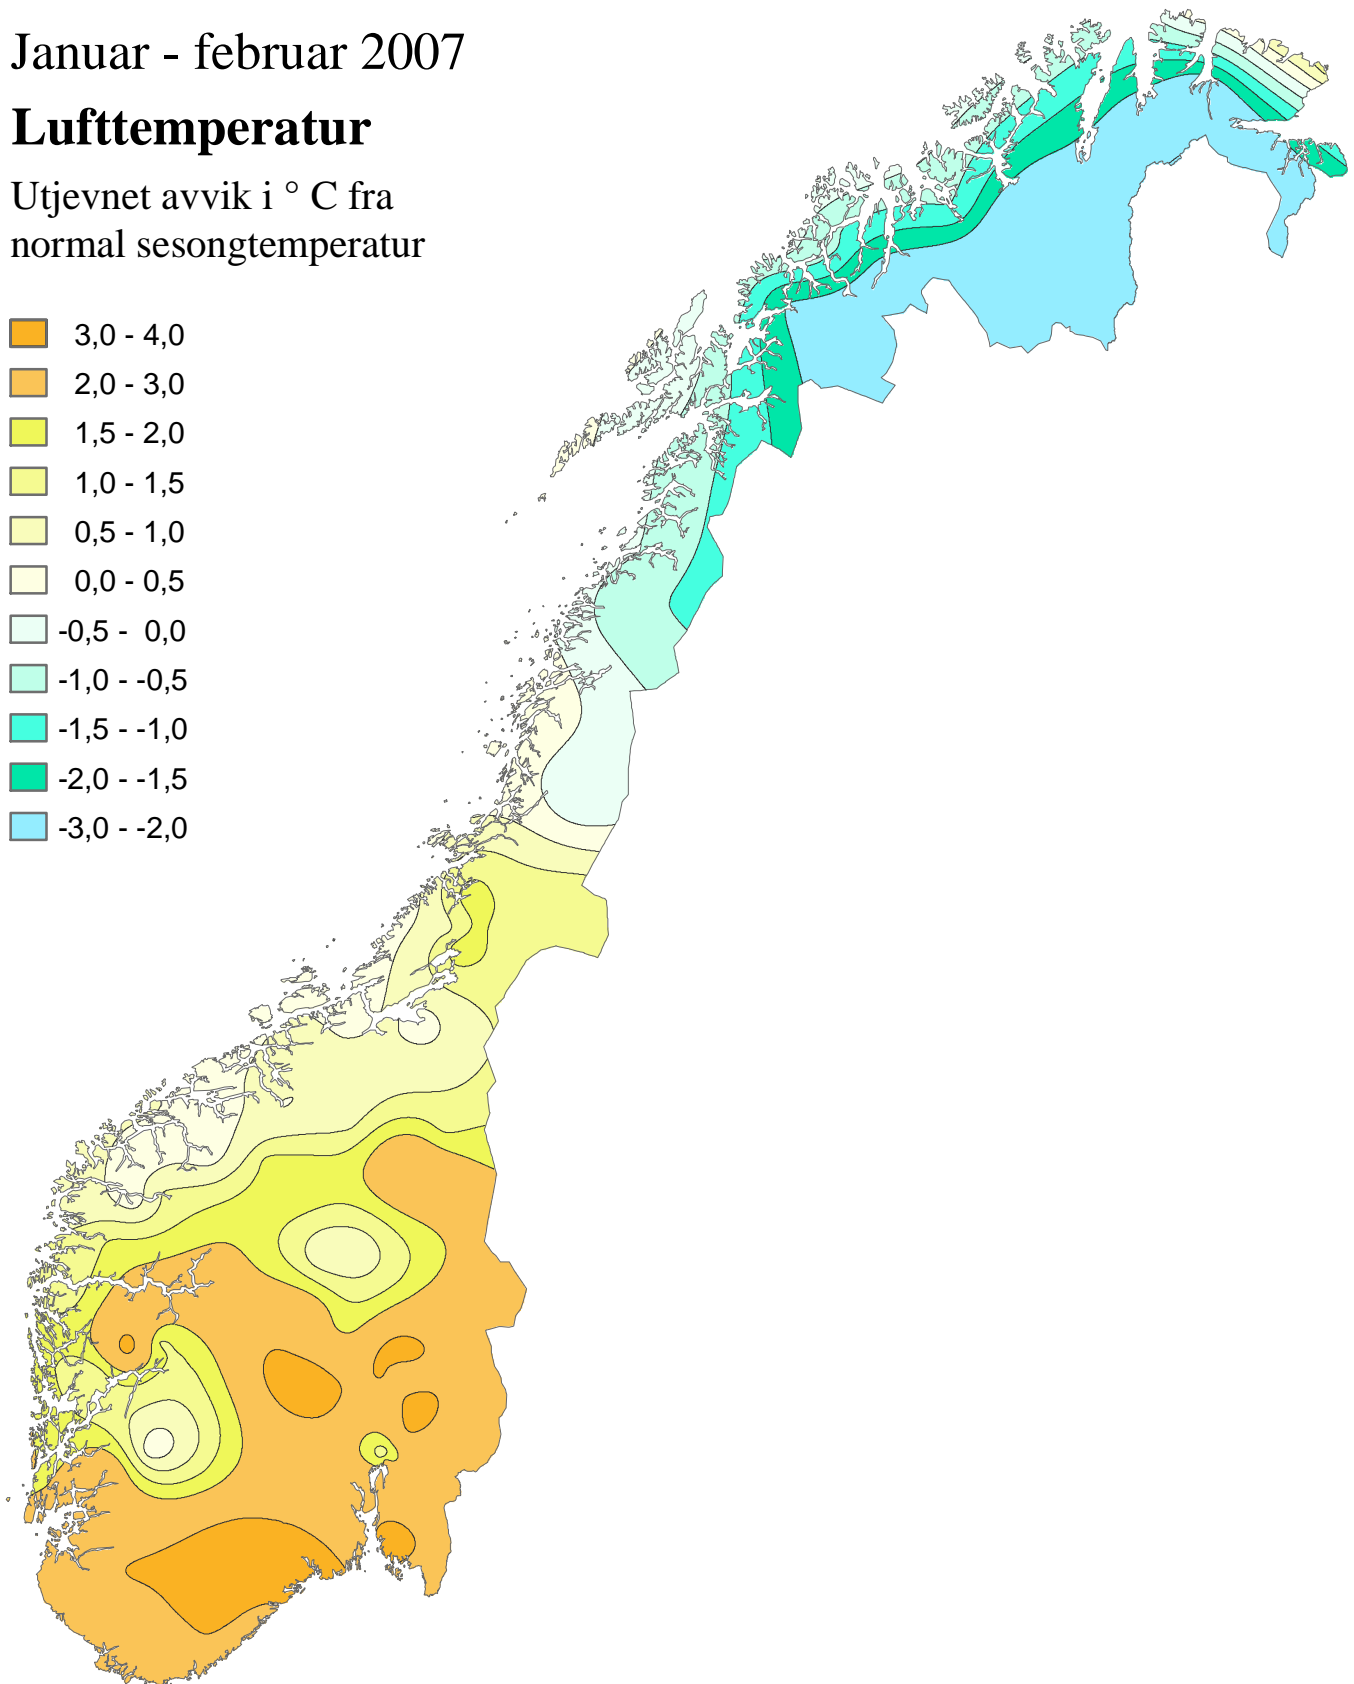 Januar - februar 2007
Lufttemperatur
Utjevnet avvik i ° C fra
normal sesongtemperatur
3,0 - 4,0
2,0 - 3,0
1,5 - 2,0
1,0 - 1,5
0,5 - 1,0
0,0 - 0,5
-0,5 - 0,0
-1,0 - -0,5
-1,5 - -1,0
-2,0 - -1,5
-3,0 - -2,0